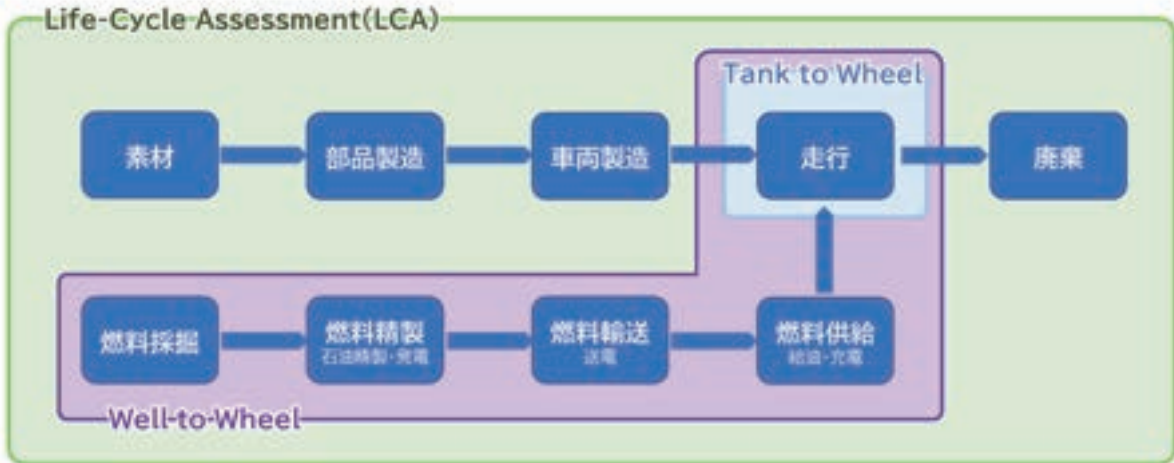 Life-Cycle Assessment(LCA)
Tank to Wheel
素材
部品製造
車両製造
走行
廃棄
燃料採掘
燃料精製
石油精製・発電
燃料輸送
送電
燃料供給
給油・充電
Well-to-Wheel